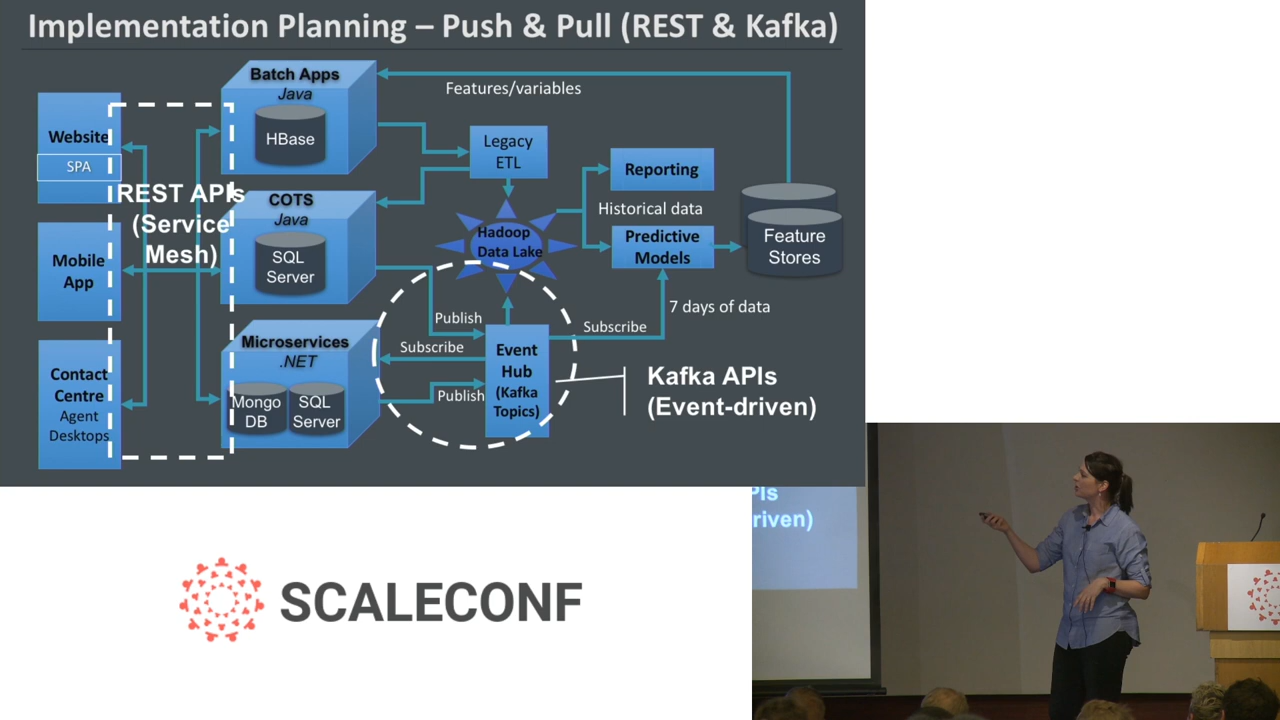 Implementation Planning – Push & Pull (REST & Kafka)
Batch Apps
Java
HBase
Features/variables
Website
SPA
REST APIs
(Service
Mesh)
Legacy
ETL
COTS
Java
SQL
Server
Reporting
Historical data
Predictive
Models
Feature
Stores
Hadoop
Data Lake
Mobile
App
7 days of data
Publish
Subscribe
Subscribe
Publish
Microservices
.NET
Mongo
DB
SQL
Server
Event
Hub
(Kafka
Topics)
Kafka APIs
(Event-driven)
Contact
Centre
Agent
Desktops
PIs
riven)
SCALECONF